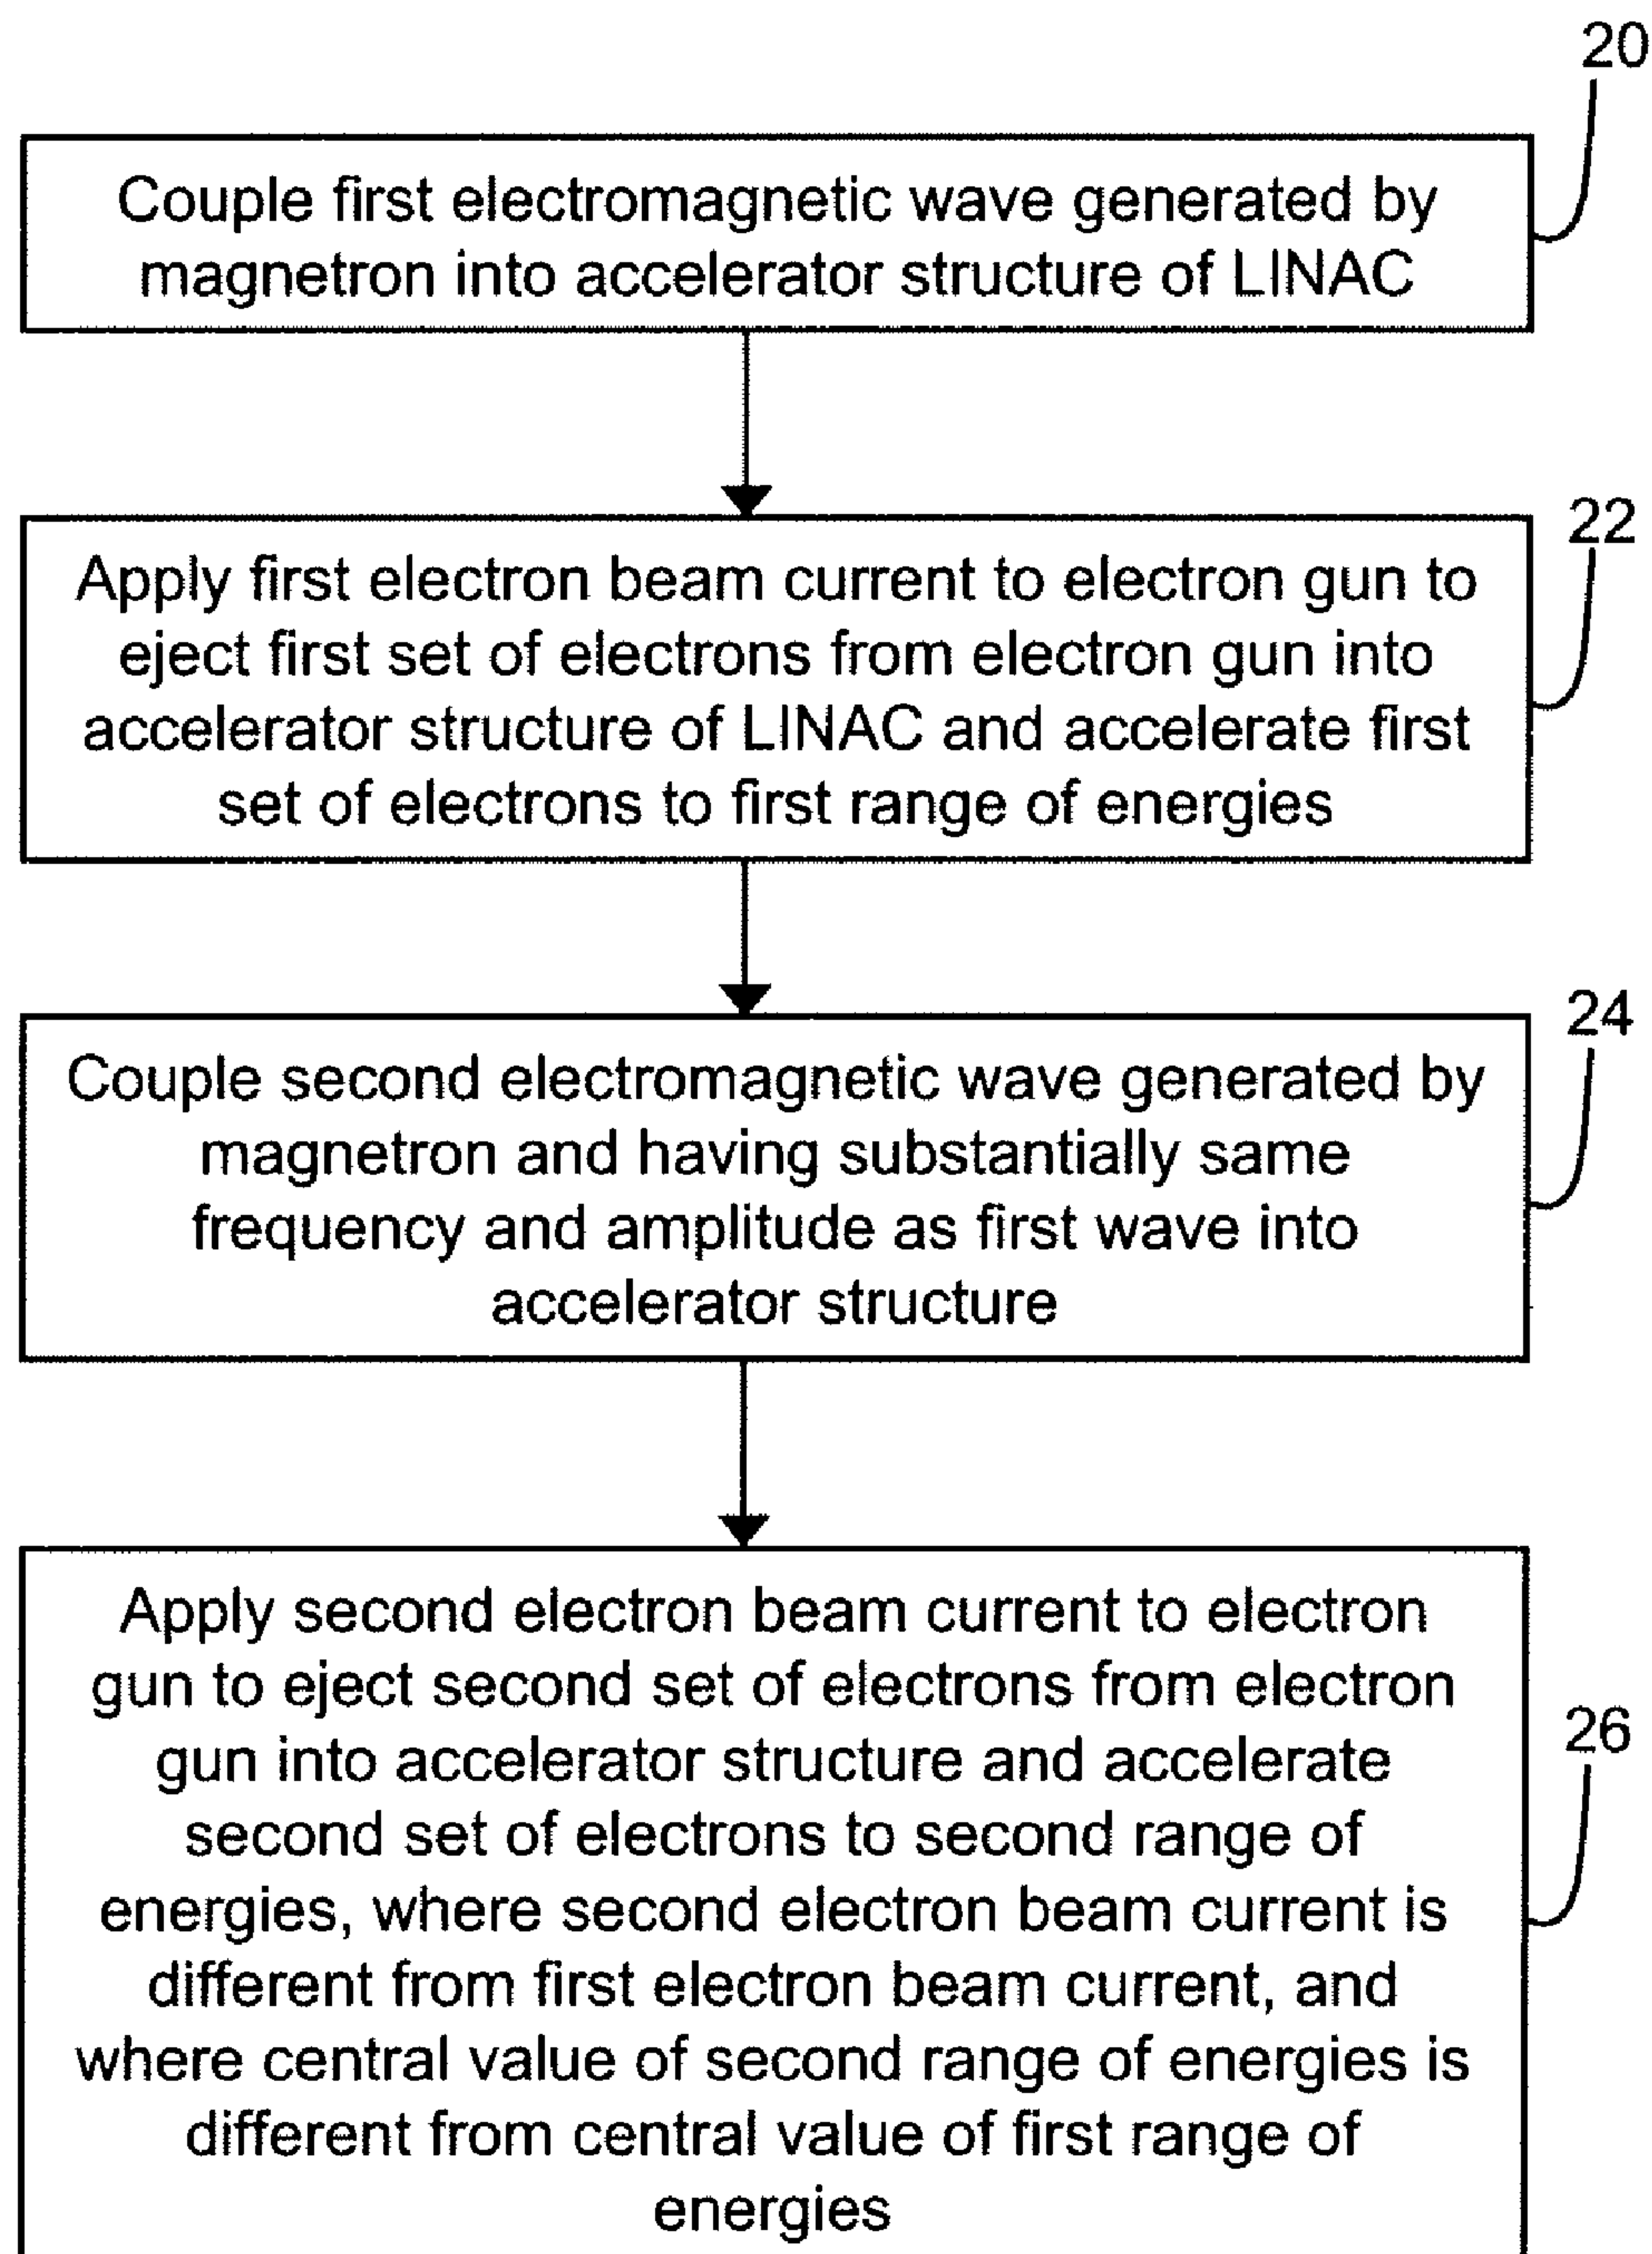 20
Couple first electromagnetic wave generated by
magnetron into accelerator structure of LINAC
22
Apply first electron beam current to electron gun to
eject first set of electrons from electron gun into
accelerator structure of LINAC and accelerate first
set of electrons to first range of energies
24
Couple second electromagnetic wave generated by
magnetron and having substantially same
frequency and amplitude as first wave into
accelerator structure
26
Apply second electron beam current to electron
gun to eject second set of electrons from electron
gun into accelerator structure and accelerate
second set of electrons to second range of
energies, where second electron beam current is
different from first electron beam current, and
where central value of second range of energies is
different from central value of first range of
energies